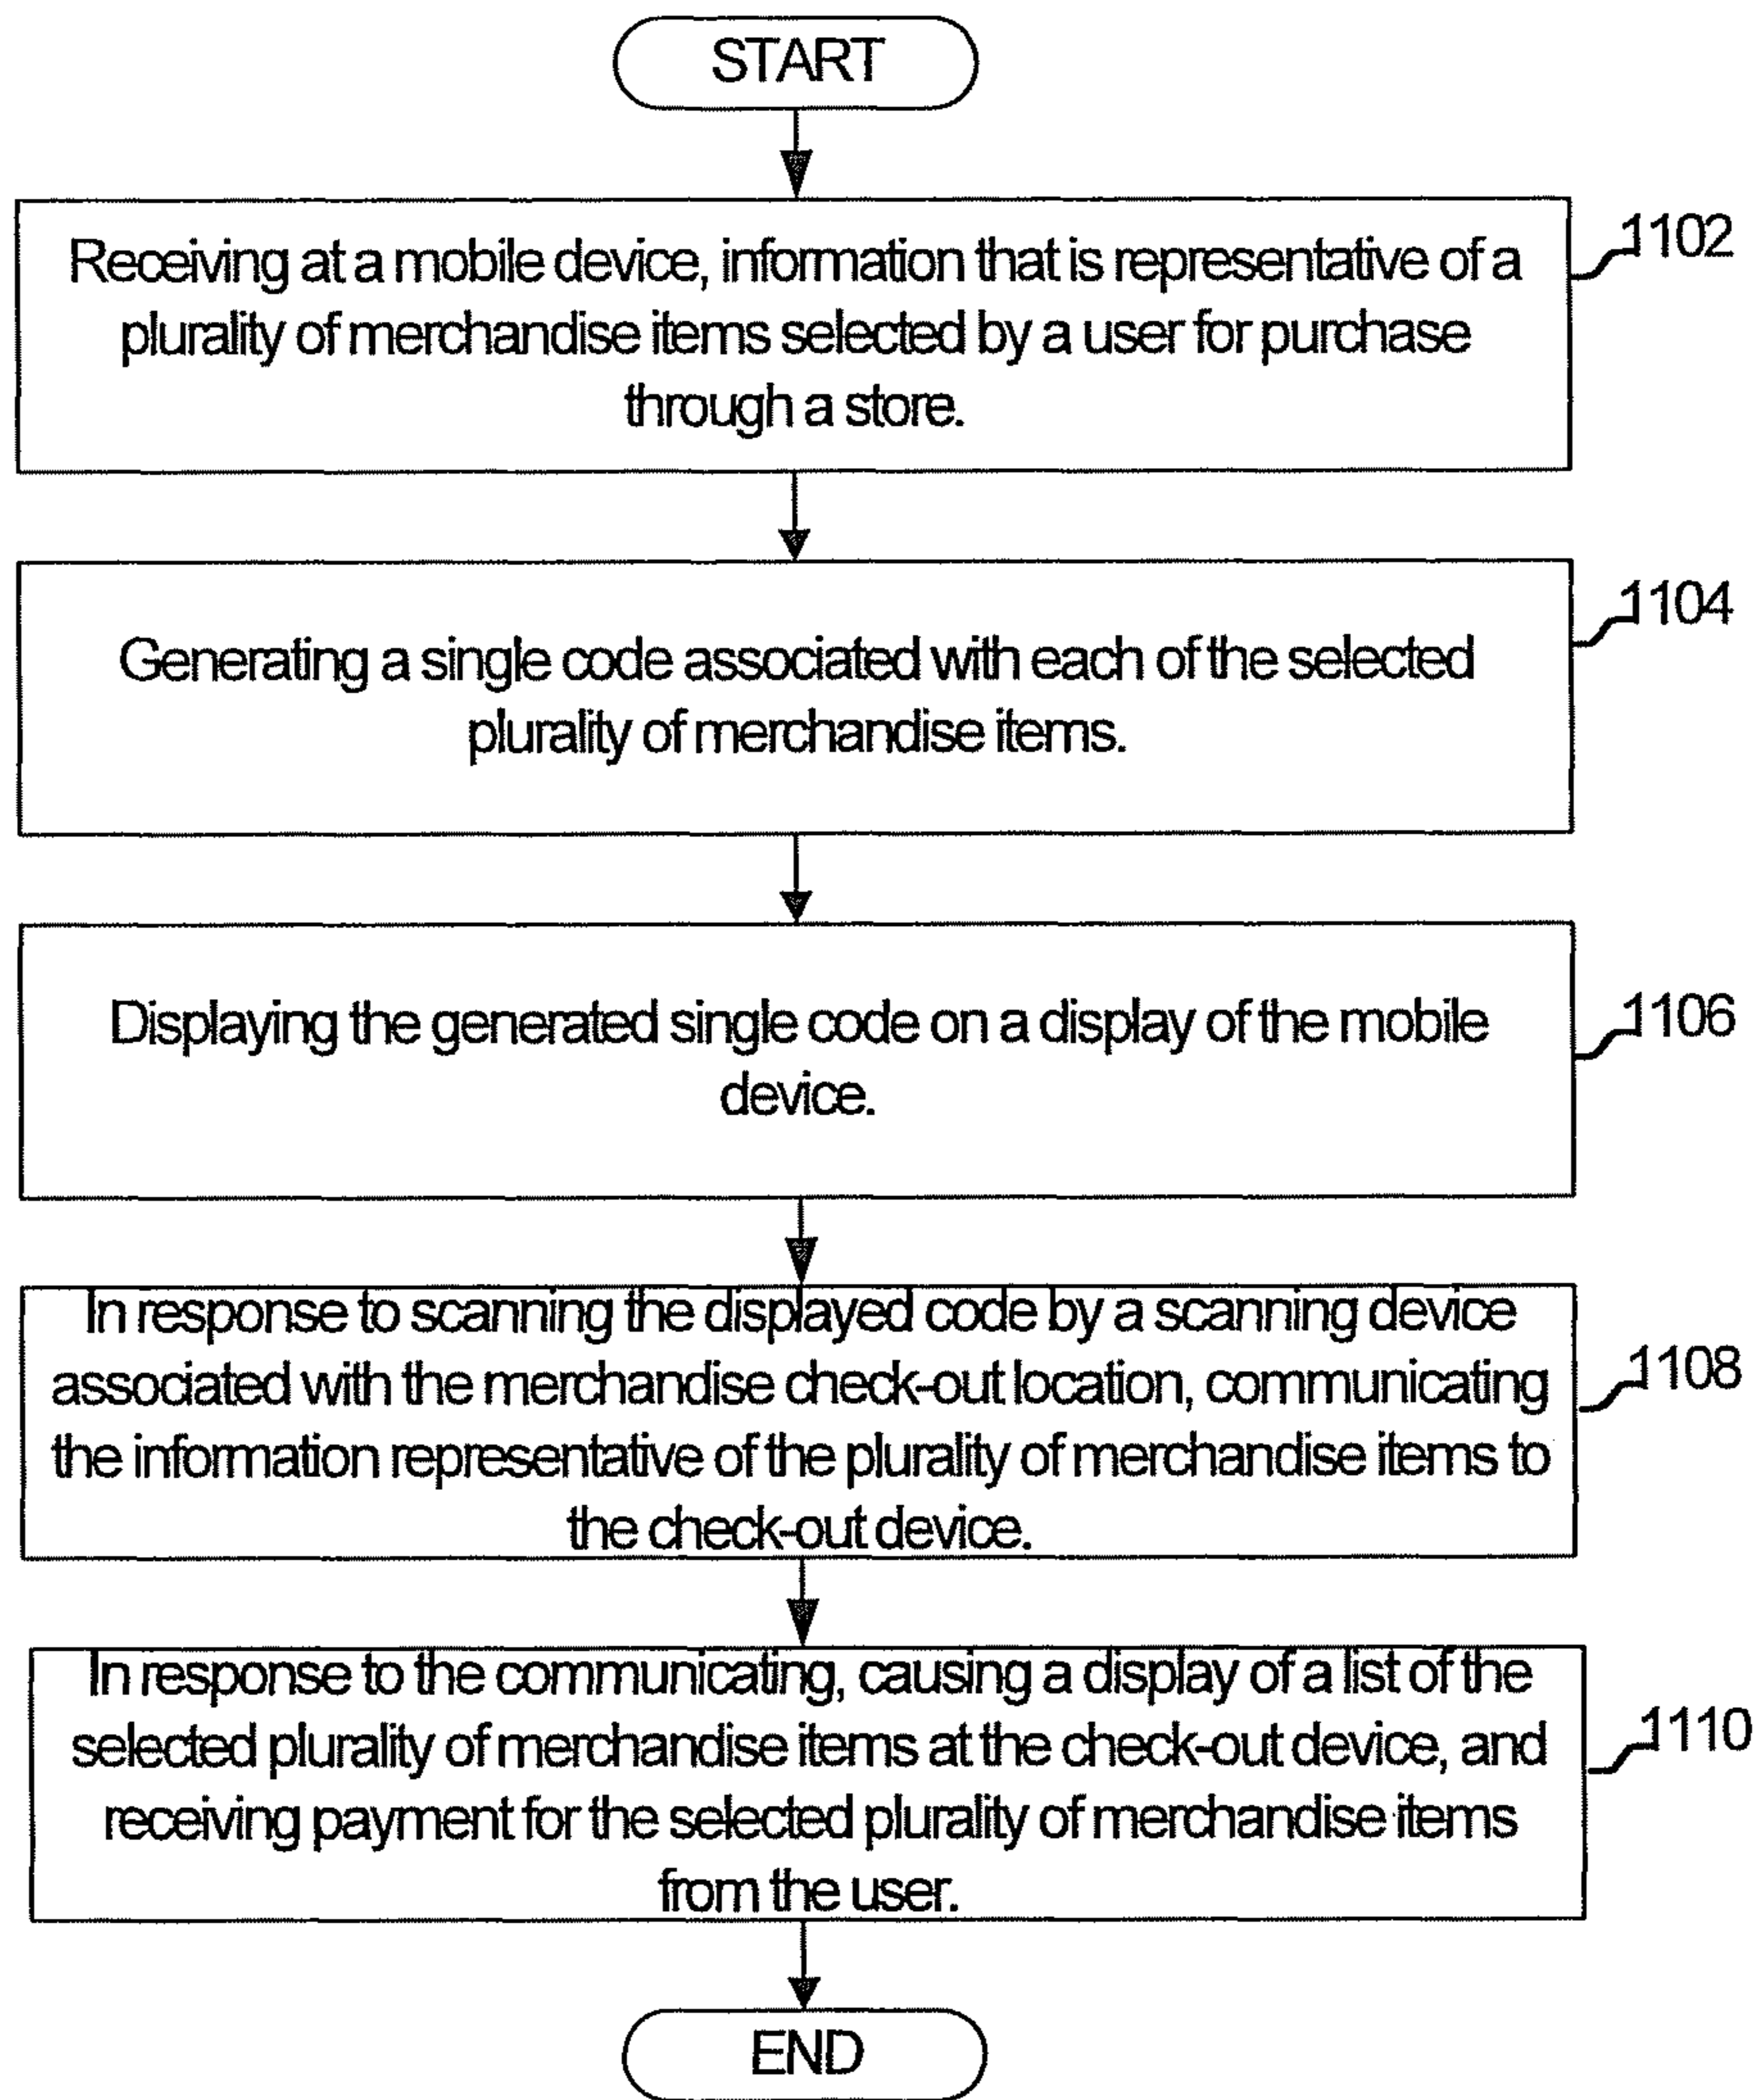 START
Receiving at a mobile device, information that is representative of a
plurality of merchandise items selected by a user for purchase
through a store.
1102
Generating a single code associated with each of the selected
plurality of merchandise items.
1104
Displaying the generated single code on a display of the mobile
device.
1106
In response to scanning the displayed code by a scanning device
associated with the merchandise check-out location, communicating
the information representative of the plurality of merchandise items to
the check-out device.
1108
In response to the communicating, causing a display of a list of the
selected plurality of merchandise items at the check-out device, and
receiving payment for the selected plurality of merchandise items
from the user.
1110
END